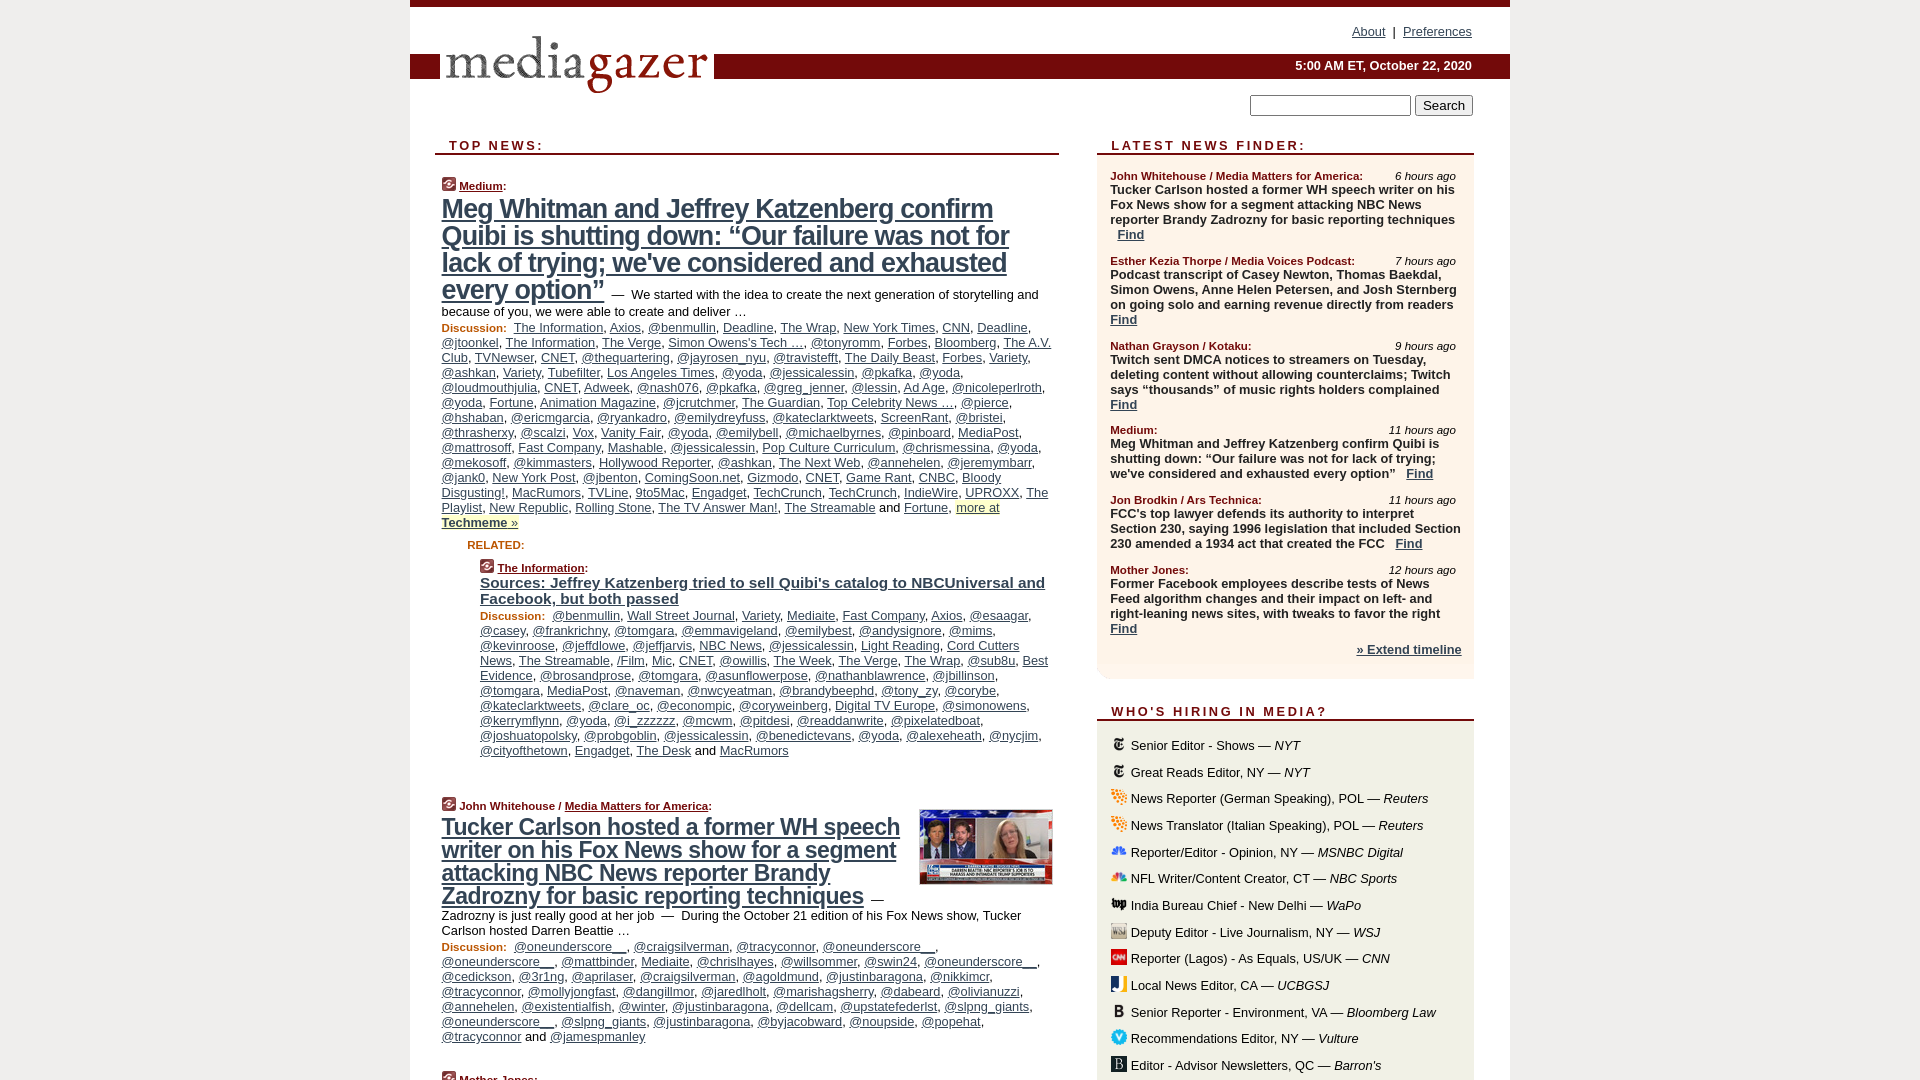 About | Preferences
mediagazer
5:00 AM ET, October 22, 2020
Search
TOP NEWS:
Medium:
Meg Whitman and Jeffrey Katzenberg confirm
Quibi is shutting down: “Our failure was not for
lack of trying; we've considered and exhausted
every option” — We started with the idea to create the next generation of storytelling and
because of you, we were able to create and deliver …
Discussion: The Information, Axios, @benmullin, Deadline, The Wrap, New York Times, CNN, Deadline,
@jtoonkel, The Information, The Verge, Simon Owens's Tech …, @tonyromm, Forbes, Bloomberg, The A.V.
Club, TVNewser, CNET, @thequartering, @jayrosen_nyu, @travistefft, The Daily Beast, Forbes, Variety,
@ashkan, Variety, Tubefilter, Los Angeles Times, @yoda, @jessicalessin, @pkafka, @yoda,
@loudmouthjulia, CNET, Adweek, @nash076, @pkafka, @greg_jenner, @lessin, Ad Age, @nicoleperlroth,
@yoda, Fortune, Animation Magazine, @jcrutchmer, The Guardian, Top Celebrity News …, @pierce,
@hshaban, @ericmgarcia, @ryankadro, @emilydreyfuss, @kateclarktweets, ScreenRant, @bristei,
@thrasherxy, @scalzi, Vox, Vanity Fair, @yoda, @emilybell, @michaelbyrnes, @pinboard, MediaPost,
@mattrosoff, Fast Company, Mashable, @jessicalessin, Pop Culture Curriculum, @chrismessina, @yoda,
@mekosoff, @kimmasters, Hollywood Reporter, @ashkan, The Next Web, @annehelen, @jeremymbarr,
@jank0, New York Post, @jbenton, ComingSoon.net, Gizmodo, CNET, Game Rant, CNBC, Bloody
Disgusting!, MacRumors, TVLine, 9to5Mac, Engadget, TechCrunch, TechCrunch, IndieWire, UPROXX, The
Playlist, New Republic, Rolling Stone, The TV Answer Man!, The Streamable and Fortune, more at
Techmeme »
RELATED:
The Information:
Sources: Jeffrey Katzenberg tried to sell Quibi's catalog to NBCUniversal and
Facebook, but both passed
Discussion: @benmullin, Wall Street Journal, Variety, Mediaite, Fast Company, Axios, @esaagar,
@casey, @frankrichny, @tomgara, @emmavigeland, @emilybest, @andysignore, @mims,
@kevinroose, @jeffdlowe, @jeffjarvis, NBC News, @jessicalessin, Light Reading, Cord Cutters
News, The Streamable, /Film, Mic, CNET, @owillis, The Week, The Verge, The Wrap, @sub8u, Best
Evidence, @brosandprose, @tomgara, @asunflowerpose, @nathanblawrence, @jbillinson,
@tomgara, MediaPost, @naveman, @nwcyeatman, @brandybeephd, @tony_zy, @corybe,
@kateclarktweets, @clare_oc, @econompic, @coryweinberg, Digital TV Europe, @simonowens,
@kerrymflynn, @yoda, @i_zzzzzz, @mcwm, @pitdesi, @readdanwrite, @pixelatedboat,
@joshuatopolsky, @probgoblin, @jessicalessin, @benedictevans, @yoda, @alexeheath, @nycjim,
@cityofthetown, Engadget, The Desk and MacRumors
John Whitehouse / Media Matters for America:
Tucker Carlson hosted a former WH speech
writer on his Fox News show for a segment
attacking NBC News reporter Brandy
Zadrozny for basic reporting techniques —
Zadrozny is just really good at her job — During the October 21 edition of his Fox News show, Tucker
Carlson hosted Darren Beattie …
Discussion: @oneunderscore__, @craigsilverman, @tracyconnor, @oneunderscore__,
@oneunderscore__, @mattbinder, Mediaite, @chrislhayes, @willsommer, @swin24, @oneunderscore__,
@cedickson, @3r1ng, @aprilaser, @craigsilverman, @agoldmund, @justinbaragona, @nikkimcr,
@tracyconnor, @mollyjongfast, @dangillmor, @jaredlholt, @marishagsherry, @dabeard, @olivianuzzi,
@annehelen, @existentialfish, @winter, @justinbaragona, @dellcam, @upstatefederlst, @slpng_giants,
@oneunderscore__, @slpng_giants, @justinbaragona, @byjacobward, @noupside, @popehat,
@tracyconnor and @jamespmanley
Mother Jones:
LATEST NEWS FINDER:
John Whitehouse / Media Matters for America: 6 hours ago
Tucker Carlson hosted a former WH speech writer on his
Fox News show for a segment attacking NBC News
reporter Brandy Zadrozny for basic reporting techniques
Find
Esther Kezia Thorpe / Media Voices Podcast: 7 hours ago
Podcast transcript of Casey Newton, Thomas Baekdal,
Simon Owens, Anne Helen Petersen, and Josh Sternberg
on going solo and earning revenue directly from readers
Find
Nathan Grayson / Kotaku: 9 hours ago
Twitch sent DMCA notices to streamers on Tuesday,
deleting content without allowing counterclaims; Twitch
says “thousands” of music rights holders complained
Find
Medium: 11 hours ago
Meg Whitman and Jeffrey Katzenberg confirm Quibi is
shutting down: “Our failure was not for lack of trying;
we've considered and exhausted every option” Find
Jon Brodkin / Ars Technica: 11 hours ago
FCC's top lawyer defends its authority to interpret
Section 230, saying 1996 legislation that included Section
230 amended a 1934 act that created the FCC Find
Mother Jones: 12 hours ago
Former Facebook employees describe tests of News
Feed algorithm changes and their impact on left- and
right-leaning news sites, with tweaks to favor the right
Find
» Extend timeline
WHO'S HIRING IN MEDIA?
Senior Editor - Shows — NYT
Great Reads Editor, NY — NYT
News Reporter (German Speaking), POL — Reuters
News Translator (Italian Speaking), POL — Reuters
Reporter/Editor - Opinion, NY — MSNBC Digital
NFL Writer/Content Creator, CT — NBC Sports
India Bureau Chief - New Delhi — WaPo
Deputy Editor - Live Journalism, NY — WSJ
Reporter (Lagos) - As Equals, US/UK — CNN
Local News Editor, CA — UCBGSJ
Senior Reporter - Environment, VA — Bloomberg Law
Recommendations Editor, NY — Vulture
Editor - Advisor Newsletters, QC — Barron's